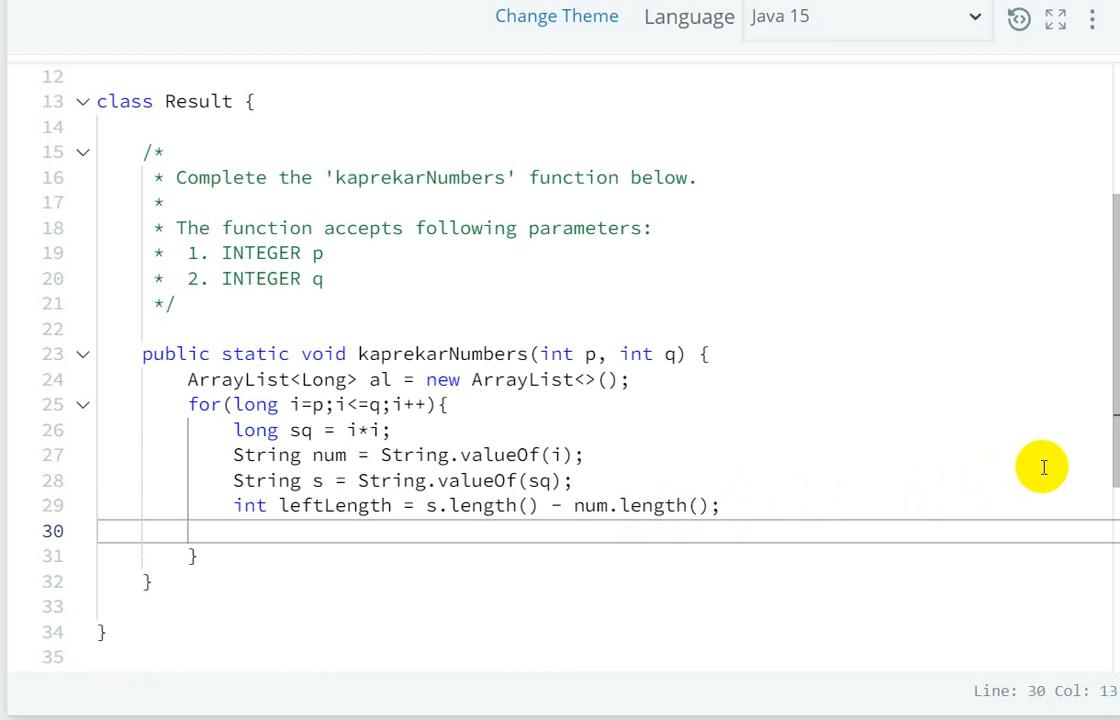 Change Theme Language Java 15
12
13 class Result {
14
15 /*
16 * Complete the 'kaprekarNumbers' function below.
17 *
18 * The function accepts following parameters:
19 * 1. INTEGER p
20 * 2. INTEGER q
21 */
22
23 public static void kaprekarNumbers(int p, int q) {
24 ArrayList<Long> al = new ArrayList<>();
25 for(long i=p;i<=q;i++){
26 long sq = i*i;
27 String num = String.valueOf(i);
28 String s = String.valueOf(sq);
29 int leftLength = s.length() - num.length();
30
31 }
32 }
33
34 }
35
Line: 30 Col: 13